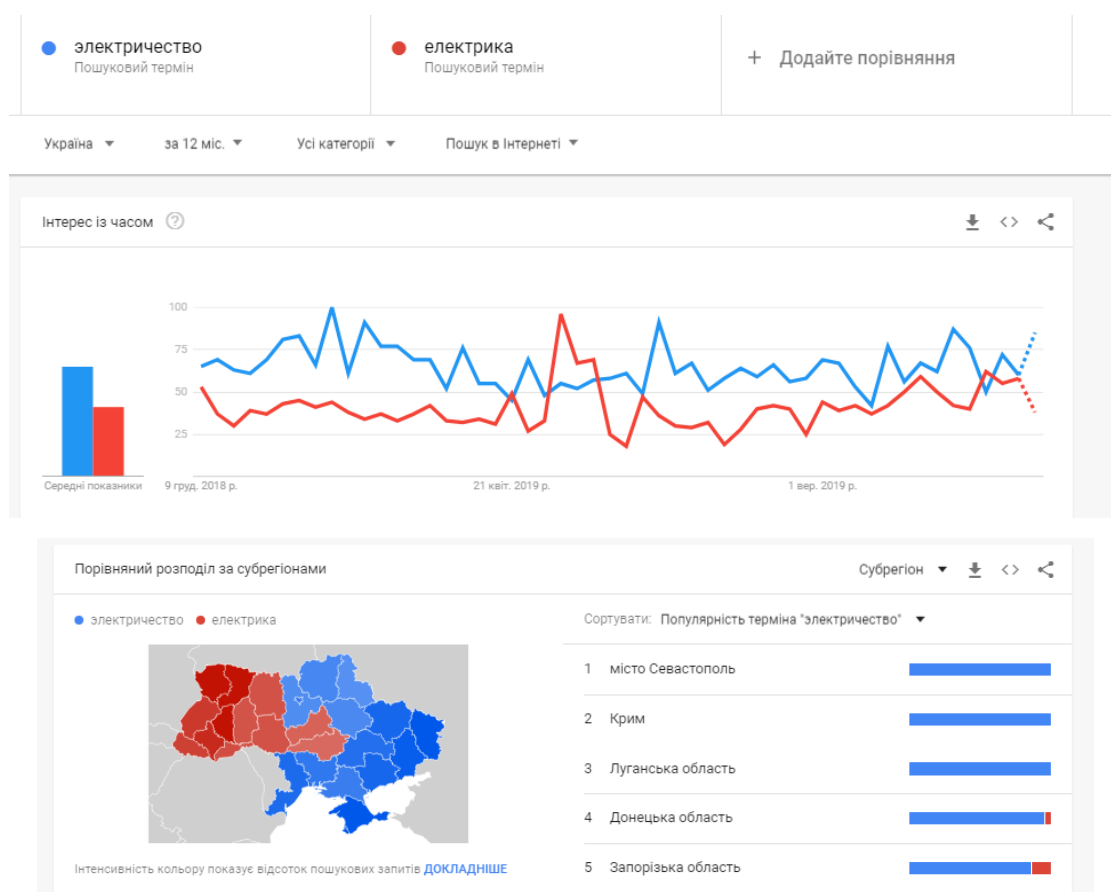 электричество
Пошуковий термін
електрика
Пошуковий термін
+ Додайте порівняння
Україна
за 12 міс.
Усі категорії
Пошук в Інтернеті
Інтерес із часом
100
75
50
25
Середні показники
9 груд. 2018 р.
21 квіт. 2019 р.
1 вер. 2019 р.
Порівняний розподіл за субрегіонами
Субрегіон
электричество
електрика
Сортувати: Популярність терміна "электричество"
1 місто Севастополь
2 Крим
3 Луганська область
4 Донецька область
5 Запорізька область
Інтенсивність кольору показує відсоток пошукових запитів ДОКЛАДНІШЕ